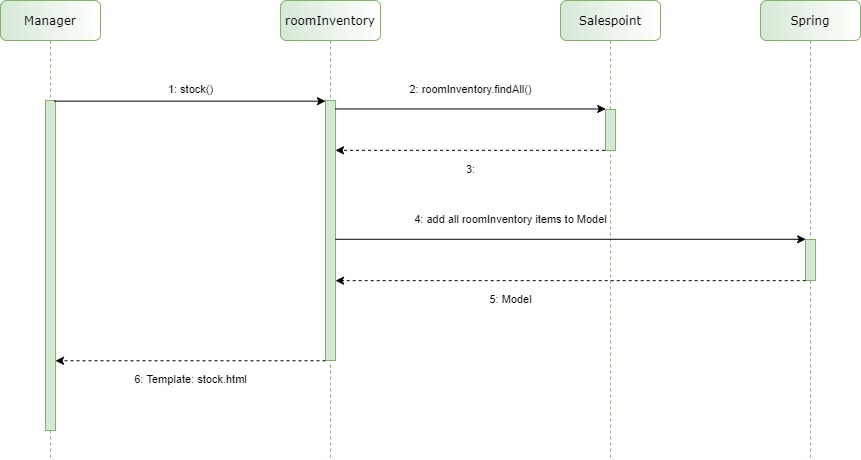 Manager
roomInventory
Salespoint
Spring
1: stock()
2: roomInventory.findAll()
3:
4: add all roomInventory items to Model
5: Model
6: Template: stock.html